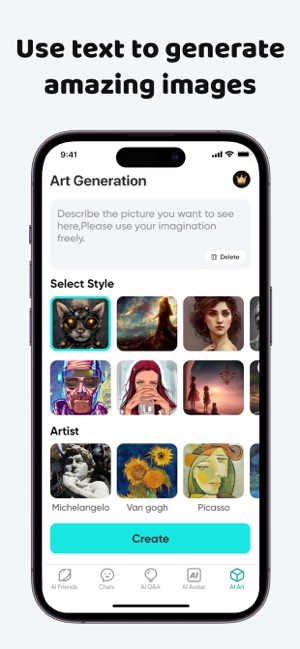 Use text to generate
amazing images
9:41
Art Generation
Describe the picture you want to see
here,Please use your imagination
freely.
Delete
Select Style
Artist
Michelangelo
Van gogh
Picasso
Create
AI Friends
Chats
AI Q&A
AI
AI Avatar
AI Art